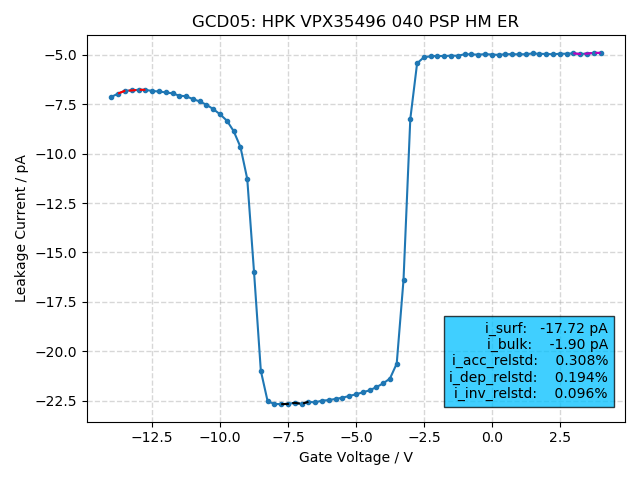 GCD05: HPK VPX35496 040 PSP HM ER
−5.0
−7.5
−10.0
−12.5
−15.0
−17.5
−20.0
−22.5
Leakage Current / pA
i_surf: -17.72 pA
i_bulk: -1.90 pA
i_acc_relstd: 0.308%
i_dep_relstd: 0.194%
i_inv_relstd: 0.096%
−12.5 −10.0 −7.5 −5.0 −2.5 0.0 2.5
Gate Voltage / V